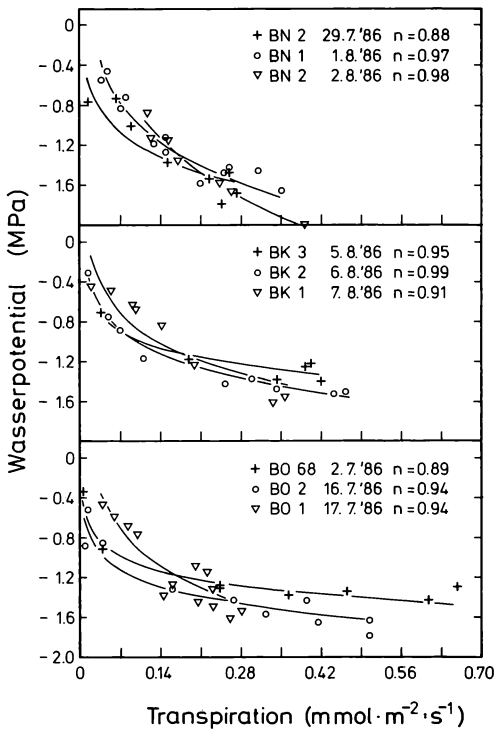 0
+ BN 2 29.7.'86 n=0.88
- 0.4
○ BN 1 1.8.'86 n=0.97
▽ BN 2 2.8.'86 n=0.98
- 0.8
- 1.2
- 1.6
0
+ BK 3 5.8.'86 n=0.95
- 0.4
○ BK 2 6.8.'86 n=0.99
▽ BK 1 7.8.'86 n=0.91
- 0.8
- 1.2
- 1.6
Wasserpotential (MPa)
0
+ BO 68 2.7.'86 n=0.89
- 0.4
○ BO 2 16.7.'86 n=0.94
▽ BO 1 17.7.'86 n=0.94
- 0.8
- 1.2
- 1.6
- 2.0
0 0.14 0.28 0.42 0.56 0.70
Transpiration (mmol·m⁻²·s⁻¹)